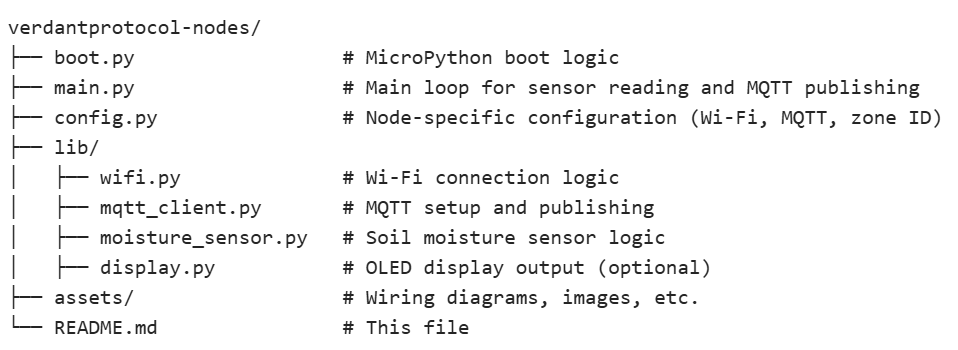 verdantprotocol-nodes/
├── boot.py                   # MicroPython boot logic
├── main.py                   # Main loop for sensor reading and MQTT publishing
├── config.py                 # Node-specific configuration (Wi-Fi, MQTT, zone ID)
├── lib/
│   ├── wifi.py               # Wi-Fi connection logic
│   ├── mqtt_client.py        # MQTT setup and publishing
│   ├── moisture_sensor.py    # Soil moisture sensor logic
│   ├── display.py            # OLED display output (optional)
├── assets/                   # Wiring diagrams, images, etc.
└── README.md                 # This file